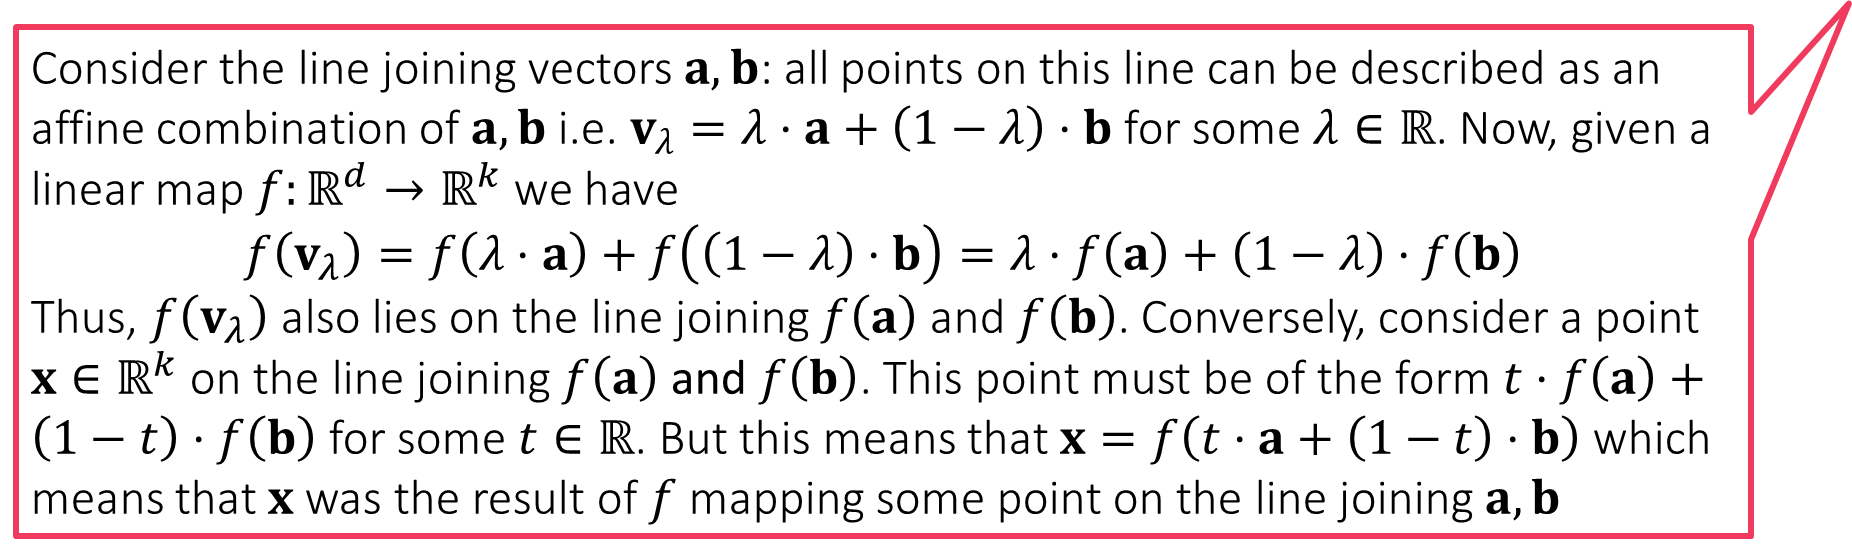 Consider the line joining vectors 𝐚, 𝐛: all points on this line can be described as an
affine combination of 𝐚, 𝐛 i.e. 𝐯_𝜆 = 𝜆 ⋅ 𝐚 + (1 − 𝜆) ⋅ 𝐛 for some 𝜆 ∈ ℝ. Now, given a
linear map 𝑓: ℝ^𝑑 → ℝ^𝑘 we have
𝑓(𝐯_𝜆) = 𝑓(𝜆 ⋅ 𝐚) + 𝑓((1 − 𝜆) ⋅ 𝐛) = 𝜆 ⋅ 𝑓(𝐚) + (1 − 𝜆) ⋅ 𝑓(𝐛)
Thus, 𝑓(𝐯_𝜆) also lies on the line joining 𝑓(𝐚) and 𝑓(𝐛). Conversely, consider a point
𝐱 ∈ ℝ^𝑘 on the line joining 𝑓(𝐚) and 𝑓(𝐛). This point must be of the form 𝑡 ⋅ 𝑓(𝐚) +
(1 − 𝑡) ⋅ 𝑓(𝐛) for some 𝑡 ∈ ℝ. But this means that 𝐱 = 𝑓(𝑡 ⋅ 𝐚 + (1 − 𝑡) ⋅ 𝐛) which
means that 𝐱 was the result of 𝑓 mapping some point on the line joining 𝐚, 𝐛